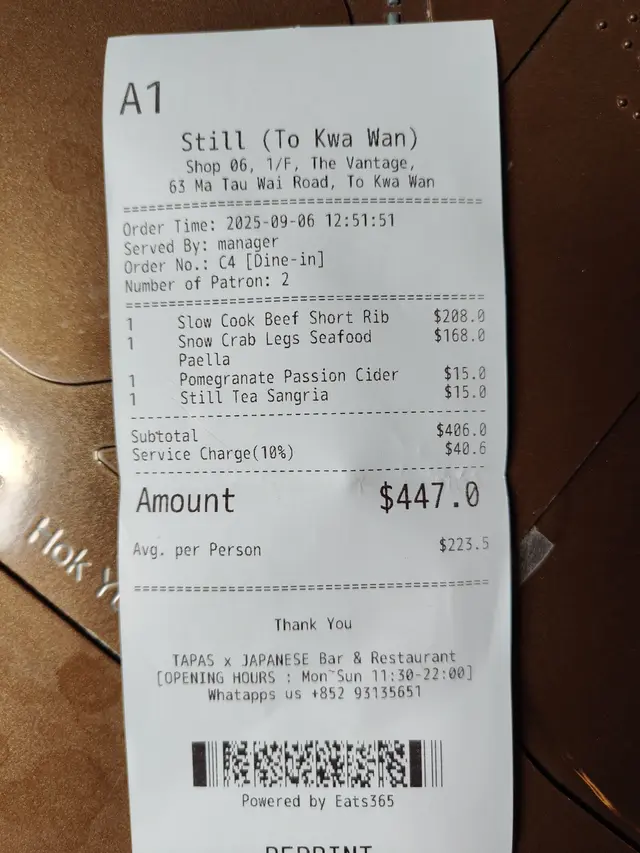 A1
Still (To Kwa Wan)
Shop 06, 1/F, The Vantage,
63 Ma Tau Wai Road, To Kwa Wan
Order Time: 2025-09-06 12:51:51
Served By: manager
Order No.: C4 [Dine-in]
Number of Patron: 2
1 Slow Cook Beef Short Rib $208.0
1 Snow Crab Legs Seafood $168.0
Paella
1 Pomegranate Passion Cider $15.0
1 Still Tea Sangria $15.0
Subtotal $406.0
Service Charge(10%) $40.6
Amount $447.0
Avg. per Person $223.5
Thank You
TAPAS x JAPANESE Bar & Restaurant
[OPENING HOURS : Mon~Sun 11:30-22:00]
Whatapps us +852 93135651
Powered by Eats365
REPRINT
Hok